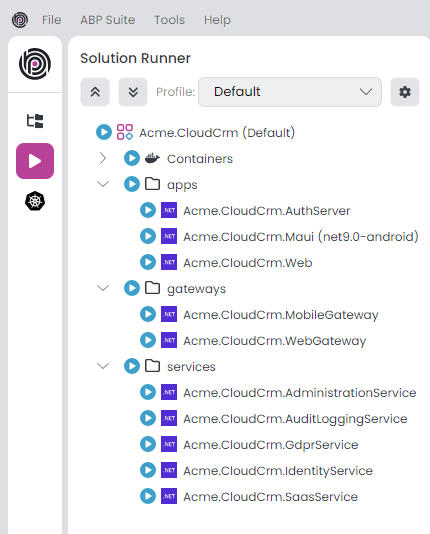 File ABP Suite Tools Help
Solution Runner
Profile: Default
Acme.CloudCrm (Default)
Containers
apps
.NET Acme.CloudCrm.AuthServer
.NET Acme.CloudCrm.Maui (net9.0-android)
.NET Acme.CloudCrm.Web
gateways
.NET Acme.CloudCrm.MobileGateway
.NET Acme.CloudCrm.WebGateway
services
.NET Acme.CloudCrm.AdministrationService
.NET Acme.CloudCrm.AuditLoggingService
.NET Acme.CloudCrm.GdprService
.NET Acme.CloudCrm.IdentityService
.NET Acme.CloudCrm.SaasService